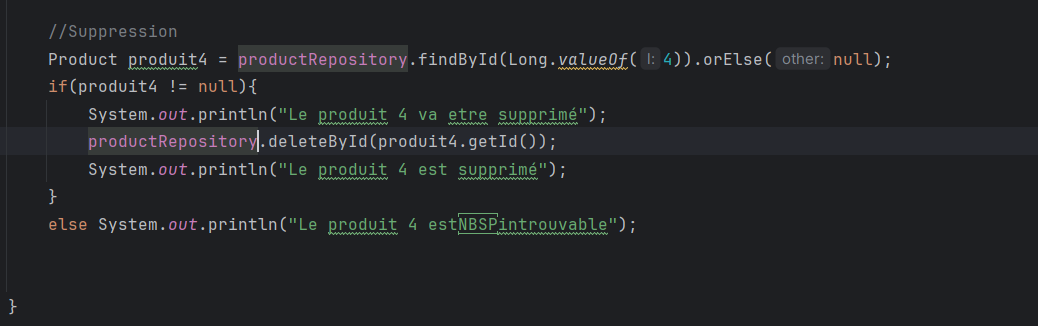 //Suppression
Product produit4 = productRepository.findById(Long.valueOf( l: 4)).orElse( other: null);
if(produit4 != null){
System.out.println("Le produit 4 va etre supprimé");
productRepository.deleteById(produit4.getId());
System.out.println("Le produit 4 est supprimé");
}
else System.out.println("Le produit 4 estNBSPintrouvable");
}